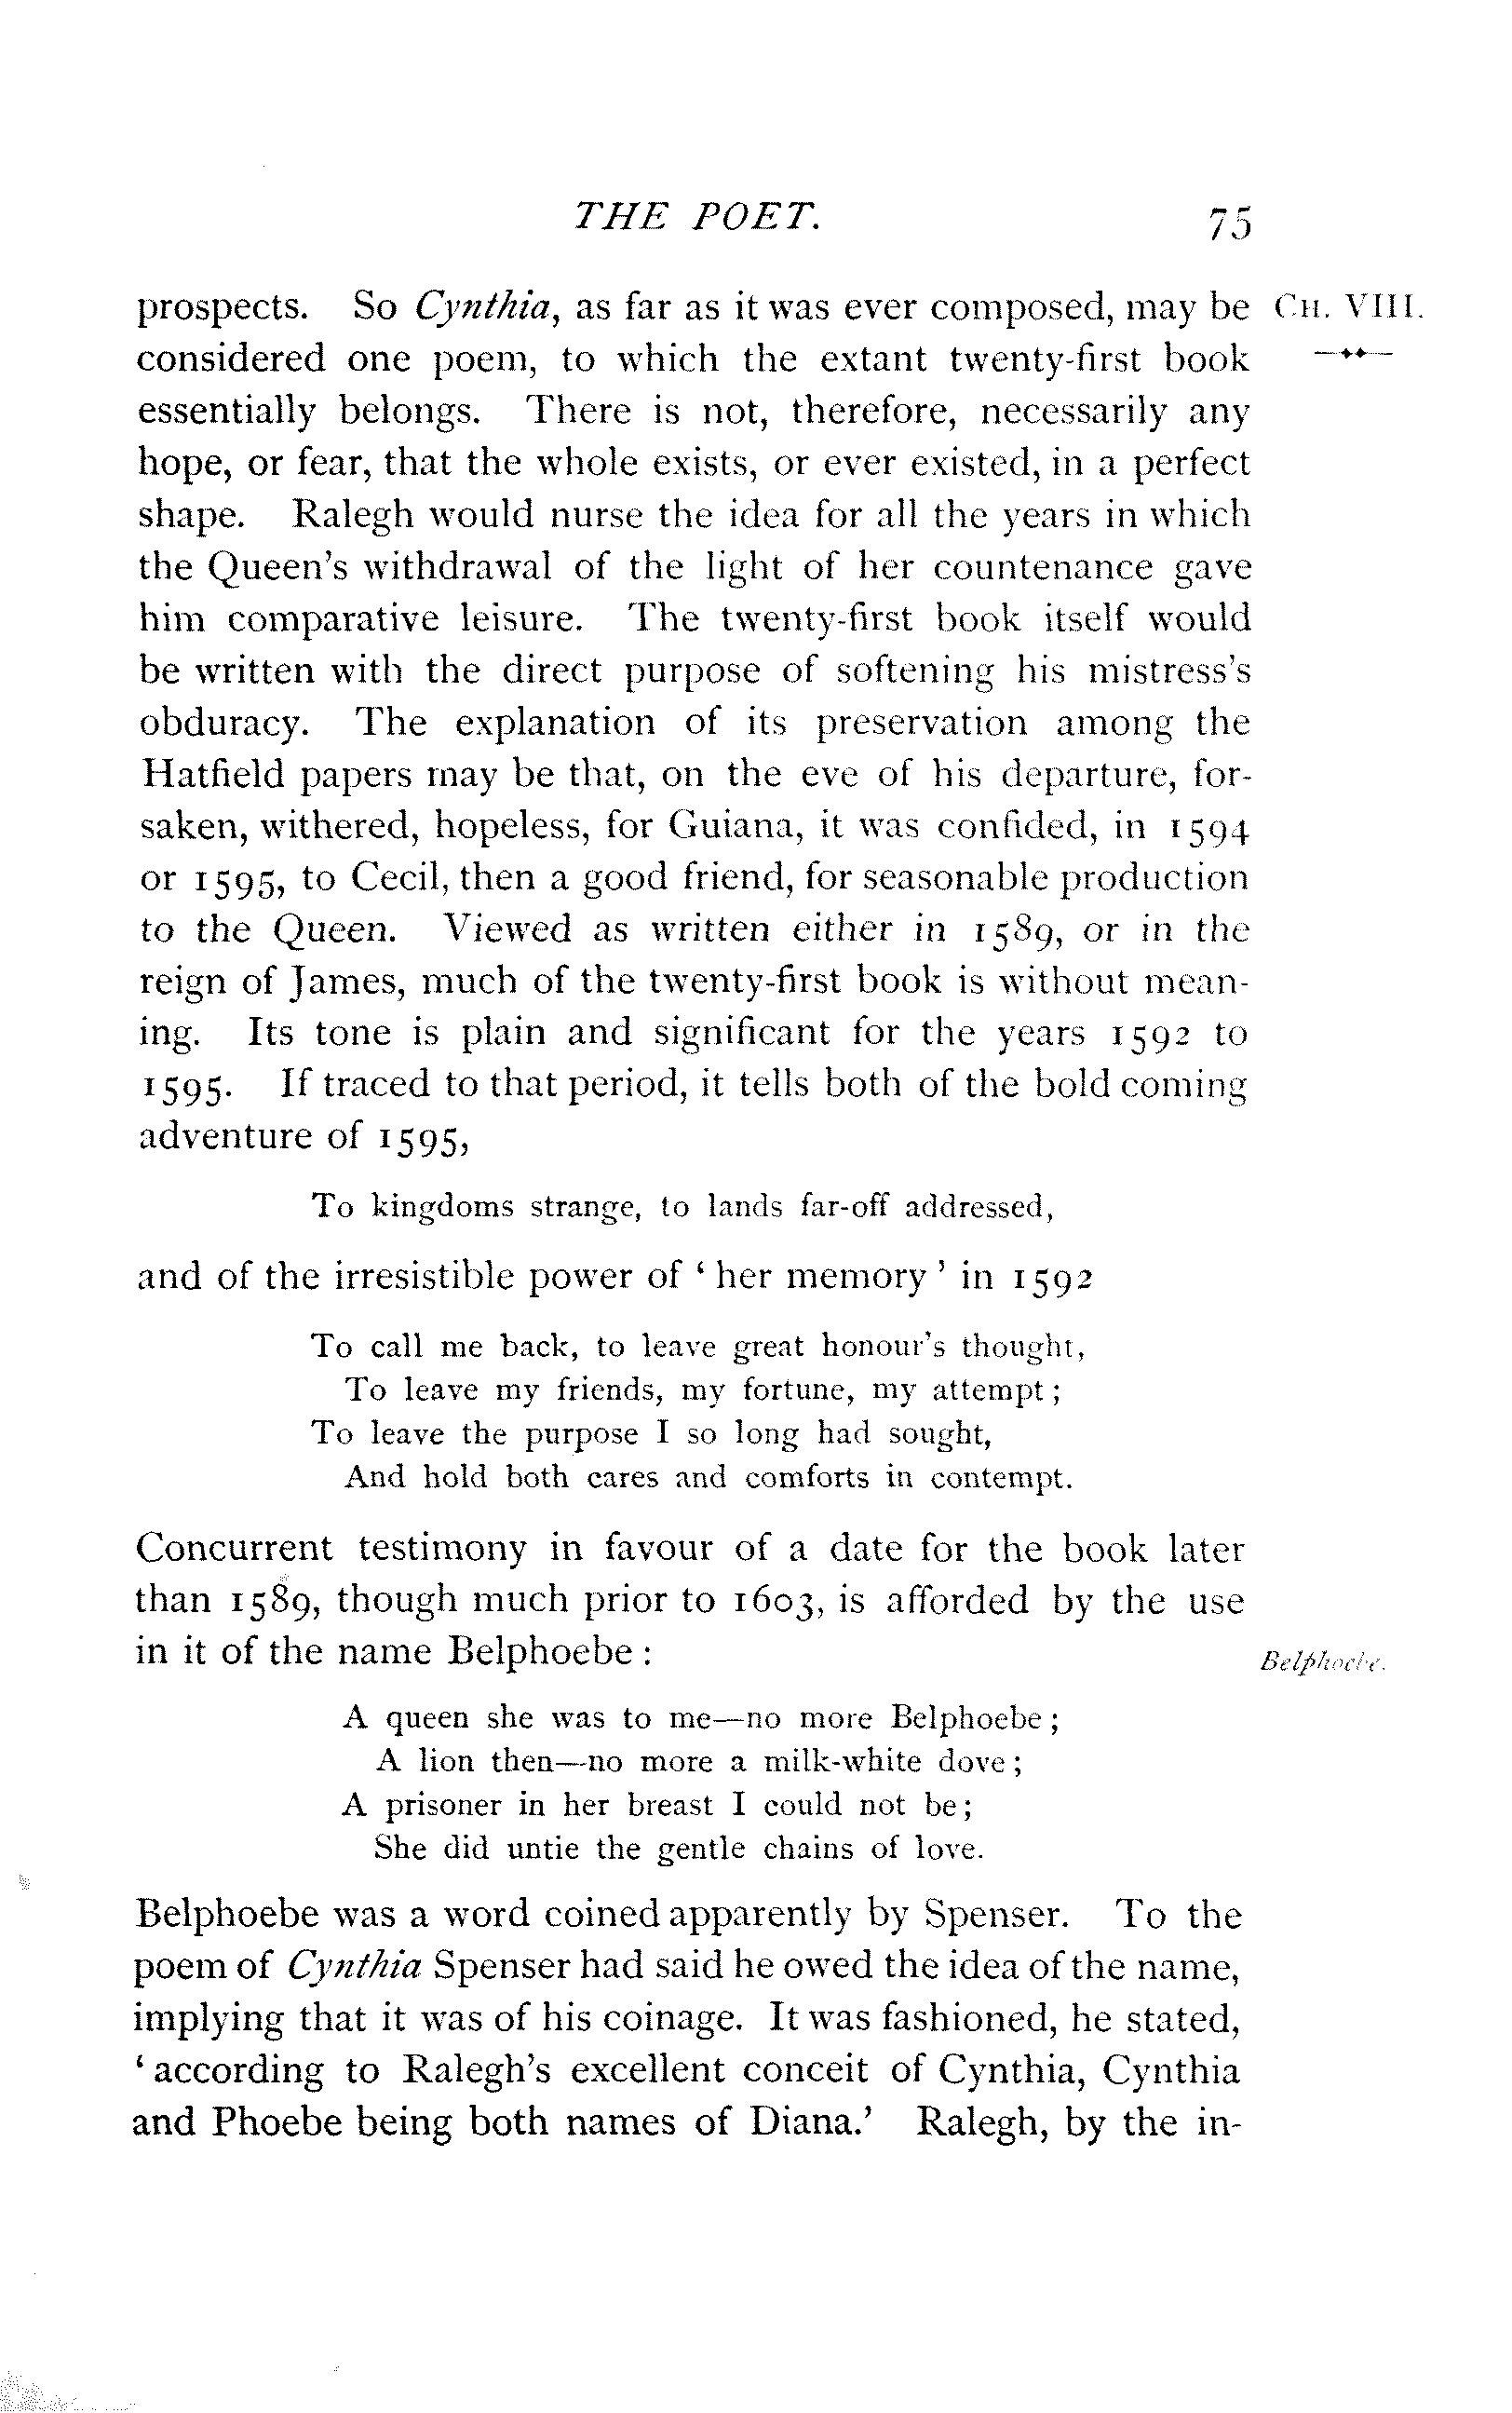 THE POET. 75
prospects. So Cynthia, as far as it was ever composed, may be CH. VIII.
considered one poem, to which the extant twenty-first book
essentially belongs. There is not, therefore, necessarily any
hope, or fear, that the whole exists, or ever existed, in a perfect
shape. Ralegh would nurse the idea for all the years in which
the Queen's withdrawal of the light of her countenance gave
him comparative leisure. The twenty-first book itself would
be written with the direct purpose of softening his mistress's
obduracy. The explanation of its preservation among the
Hatfield papers may be that, on the eve of his departure, for-
saken, withered, hopeless, for Guiana, it was confided, in 1594
or 1595, to Cecil, then a good friend, for seasonable production
to the Queen. Viewed as written either in 1589, or in the
reign of James, much of the twenty-first book is without mean-
ing. Its tone is plain and significant for the years 1592 to
1595. If traced to that period, it tells both of the bold coming
adventure of 1595,
To kingdoms strange, to lands far-off addressed,
and of the irresistible power of ‘ her memory ’ in 1592
To call me back, to leave great honour's thought,
To leave my friends, my fortune, my attempt ;
To leave the purpose I so long had sought,
And hold both cares and comforts in contempt.
Concurrent testimony in favour of a date for the book later
than 1589, though much prior to 1603, is afforded by the use
in it of the name Belphoebe :
Belphoebe.
A queen she was to me—no more Belphoebe ;
A lion then—no more a milk-white dove ;
A prisoner in her breast I could not be ;
She did untie the gentle chains of love.
Belphoebe was a word coined apparently by Spenser. To the
poem of Cynthia Spenser had said he owed the idea of the name,
implying that it was of his coinage. It was fashioned, he stated,
‘ according to Ralegh's excellent conceit of Cynthia, Cynthia
and Phoebe being both names of Diana.’ Ralegh, by the in-